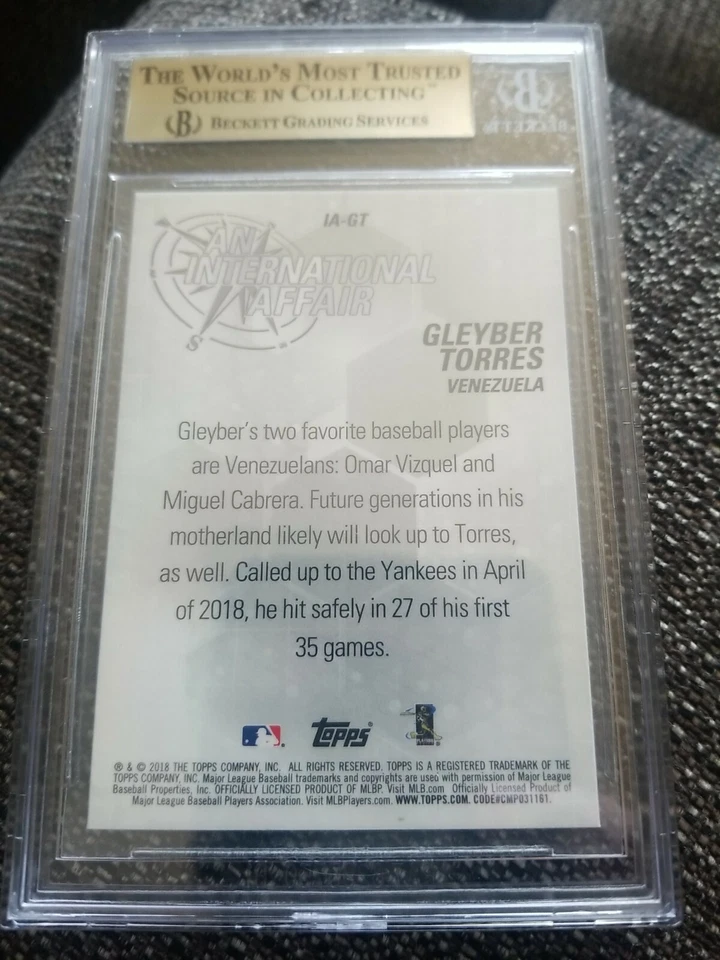 THE WORLD'S MOST TRUSTED
SOURCE IN COLLECTING™
B BECKETT GRADING SERVICES
IA-GT
AN
INTERNATIONAL
AFFAIR
S
GLEYBER
TORRES
VENEZUELA
Gleyber's two favorite baseball players
are Venezuelans: Omar Vizquel and
Miguel Cabrera. Future generations in his
motherland likely will look up to Torres,
as well. Called up to the Yankees in April
of 2018, he hit safely in 27 of his first
35 games.
topps®
® & © 2018 THE TOPPS COMPANY, INC. ALL RIGHTS RESERVED. TOPPS IS A REGISTERED TRADEMARK OF THE
TOPPS COMPANY, INC. Major League Baseball trademarks and copyrights are used with permission of Major League
Baseball Properties, Inc. OFFICIALLY LICENSED PRODUCT OF MLBP. Visit MLB.com Officially Licensed Product of
Major League Baseball Players Association. Visit MLBPlayers.com. WWW.TOPPS.COM. CODE#CMP031161.